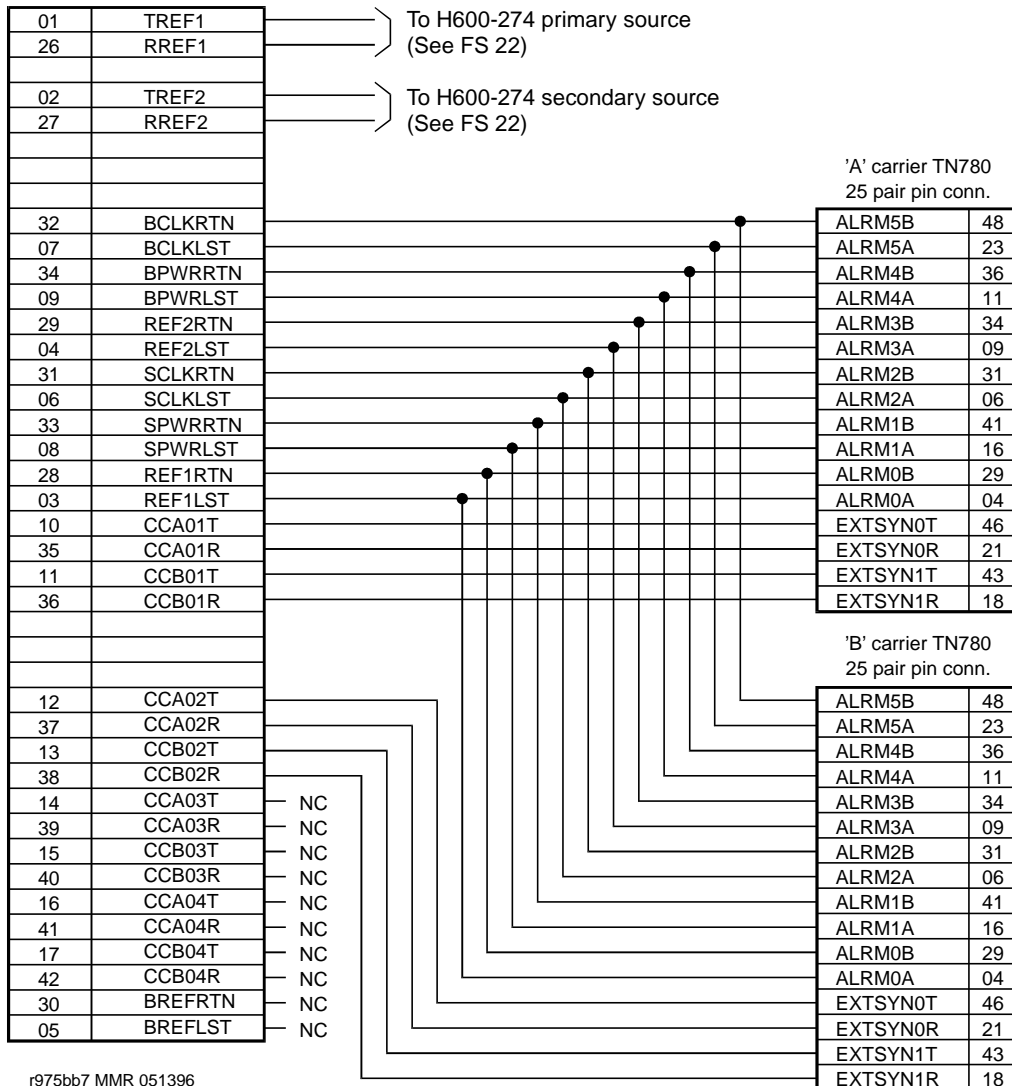 01 TREF1
26 RREF1
To H600-274 primary source
(See FS 22)
02 TREF2
27 RREF2
To H600-274 secondary source
(See FS 22)
'A' carrier TN780
25 pair pin conn.
32 BCLKRTN ALRM5B 48
07 BCLKLST ALRM5A 23
34 BPWRRTN ALRM4B 36
09 BPWRLST ALRM4A 11
29 REF2RTN ALRM3B 34
04 REF2LST ALRM3A 09
31 SCLKRTN ALRM2B 31
06 SCLKLST ALRM2A 06
33 SPWRRTN ALRM1B 41
08 SPWRLST ALRM1A 16
28 REF1RTN ALRM0B 29
03 REF1LST ALRM0A 04
10 CCA01T EXTSYN0T 46
35 CCA01R EXTSYN0R 21
11 CCB01T EXTSYN1T 43
36 CCB01R EXTSYN1R 18
'B' carrier TN780
25 pair pin conn.
12 CCA02T ALRM5B 48
37 CCA02R ALRM5A 23
13 CCB02T ALRM4B 36
38 CCB02R ALRM4A 11
14 CCA03T NC ALRM3B 34
39 CCA03R NC ALRM3A 09
15 CCB03T NC ALRM2B 31
40 CCB03R NC ALRM2A 06
16 CCA04T NC ALRM1B 41
41 CCA04R NC ALRM1A 16
17 CCB04T NC ALRM0B 29
42 CCB04R NC ALRM0A 04
30 BREFRTN NC EXTSYN0T 46
05 BREFLST NC EXTSYN0R 21
EXTSYN1T 43
r975bb7 MMR 051396 EXTSYN1R 18